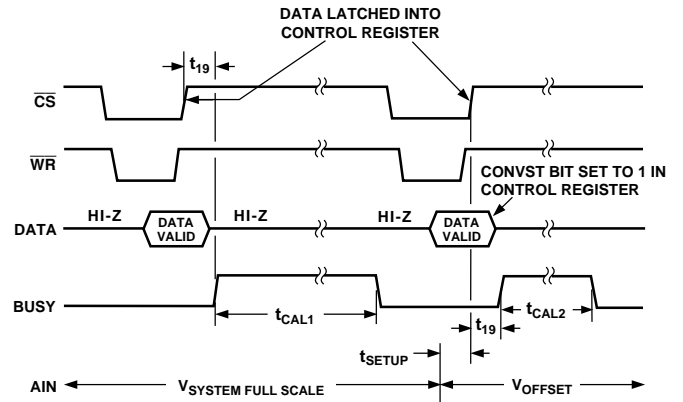 DATA LATCHED INTO
CONTROL REGISTER
t19
CS
WR
CONVST BIT SET TO 1 IN
CONTROL REGISTER
DATA HI-Z DATA VALID HI-Z HI-Z DATA VALID
BUSY
tCAL1 t19 tCAL2
tSETUP
AIN VSYSTEM FULL SCALE VOFFSET